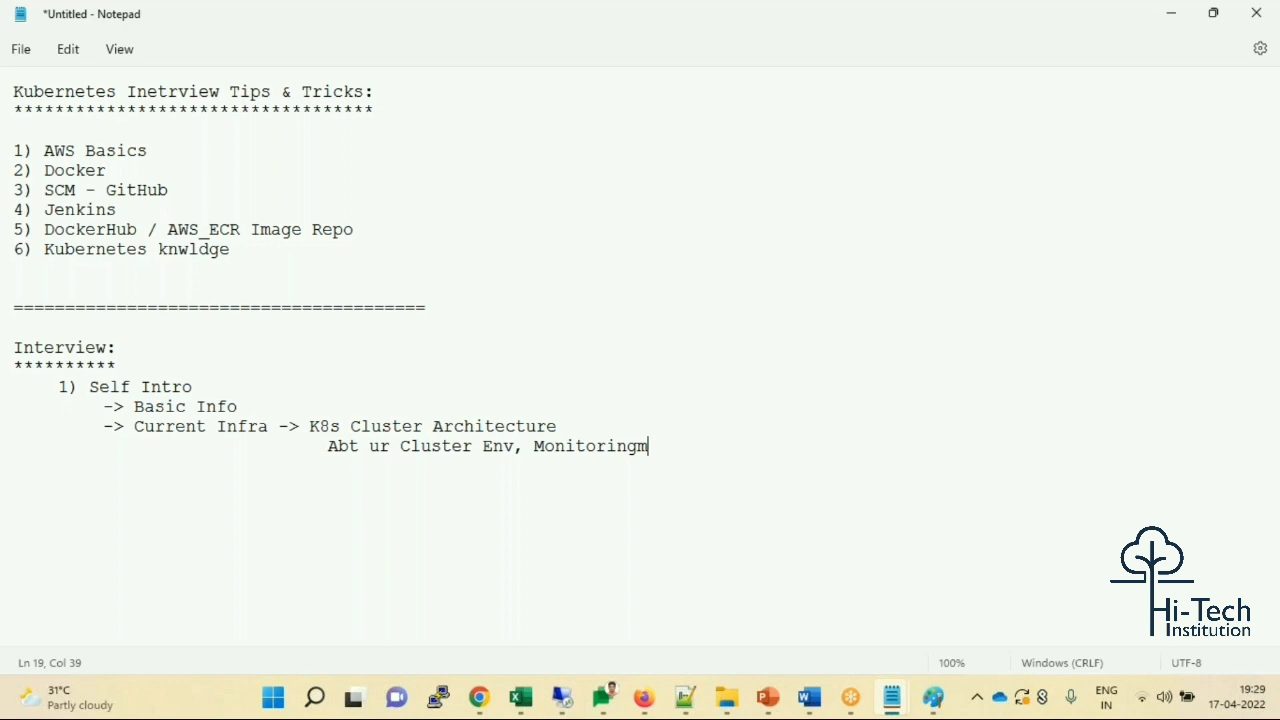 *Untitled - Notepad
File Edit View
Kubernetes Inetrview Tips & Tricks:
***********************************
1) AWS Basics
2) Docker
3) SCM - GitHub
4) Jenkins
5) DockerHub / AWS_ECR Image Repo
6) Kubernetes knwldge
========================================
Interview:
**********
1) Self Intro
-> Basic Info
-> Current Infra -> K8s Cluster Architecture
Abt ur Cluster Env, Monitoringm
Hi-Tech
Institution
Ln 19, Col 39 100% Windows (CRLF) UTF-8
31°C
Partly cloudy
ENG
IN
19:29
17-04-2022